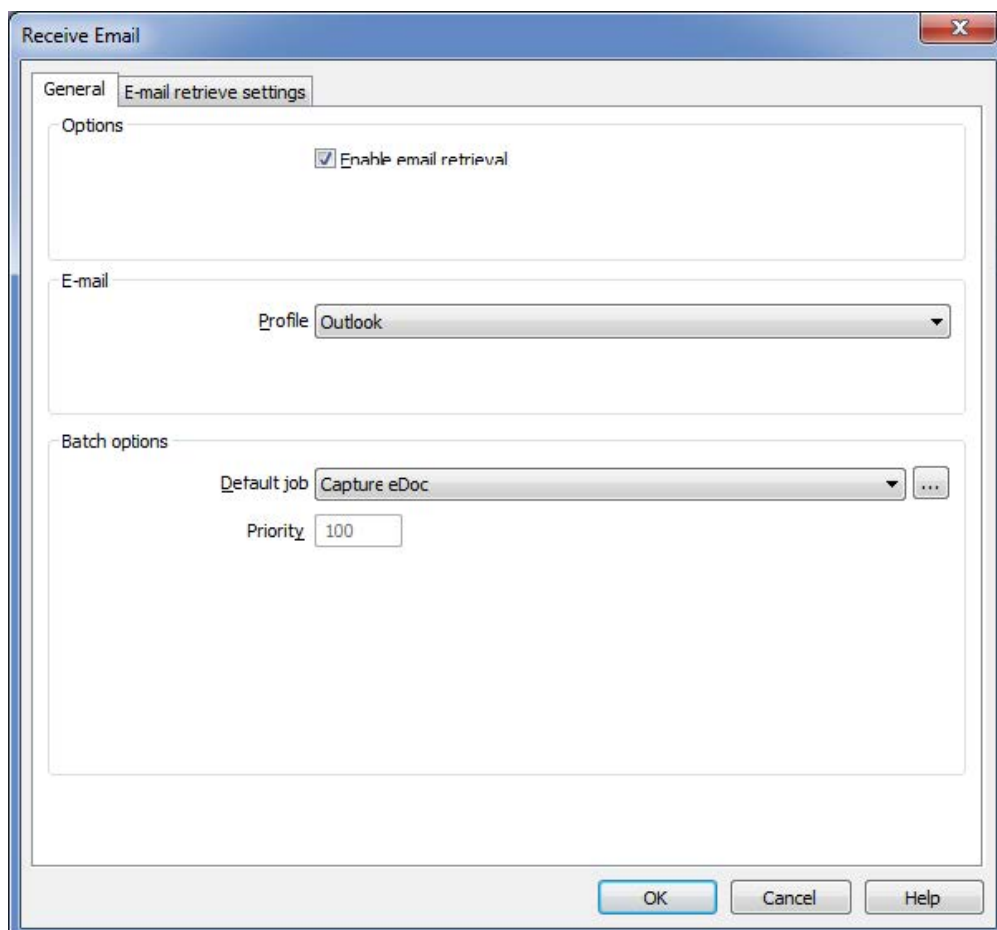 Receive Email
General E-mail retrieve settings
Options
Enable email retrieval
E-mail
Profile Outlook
Batch options
Default job Capture eDoc ...
Priority 100
OK Cancel Help